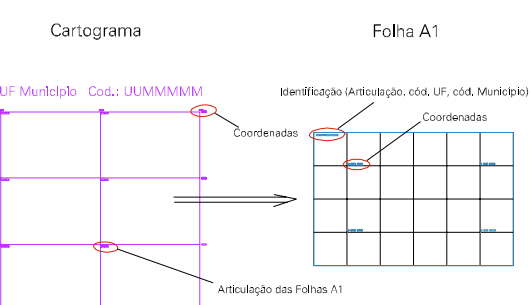 Cartograma
Folha A1
UF Município Cod.: UUMMMMM
Identificação (Articulação, cód. UF, cód. Município)
Coordenadas
Coordenadas
Articulação das Folhas A1